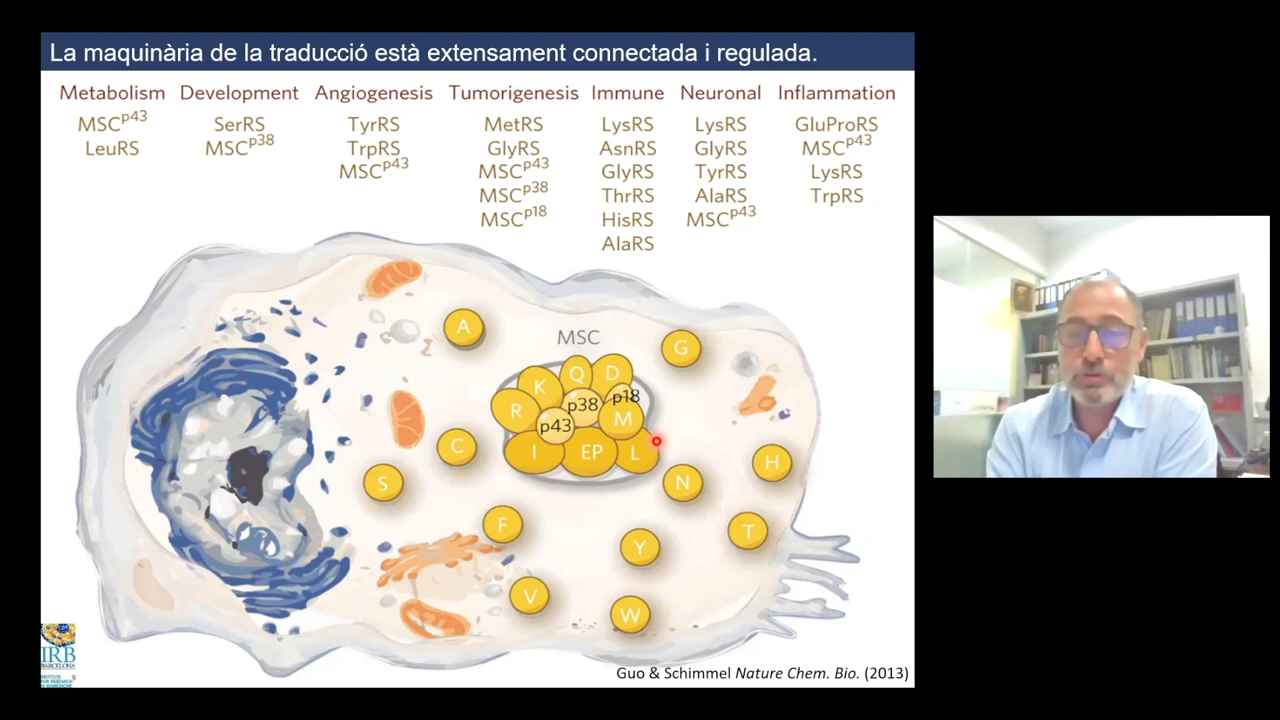 La maquinària de la traducció està extensament connectada i regulada.
Metabolism Development Angiogenesis Tumorigenesis Immune Neuronal Inflammation
MSCp43 SerRS TyrRS MetRS LysRS LysRS GluProRS
LeuRS MSCp38 TrpRS GlyRS AsnRS GlyRS MSCp43
MSCp43 MSCp43 GlyRS TyrRS LysRS
MSCp38 ThrRS AlaRS TrpRS
MSCp18 HisRS MSCp43
AlaRS
MSC
A
G
K Q D
R p38 p18
p43 M
I EP L
C
S
N
H
F
Y
T
V
W
IRB
BARCELONA
INSTITUTE
FOR RESEARCH
IN BIOMEDICINE
Guo & Schimmel Nature Chem. Bio. (2013)